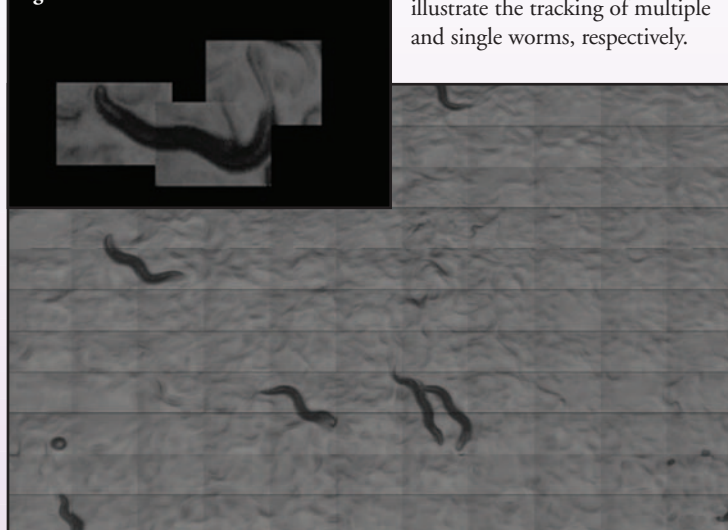 illustrate the tracking of multiple
and single worms, respectively.